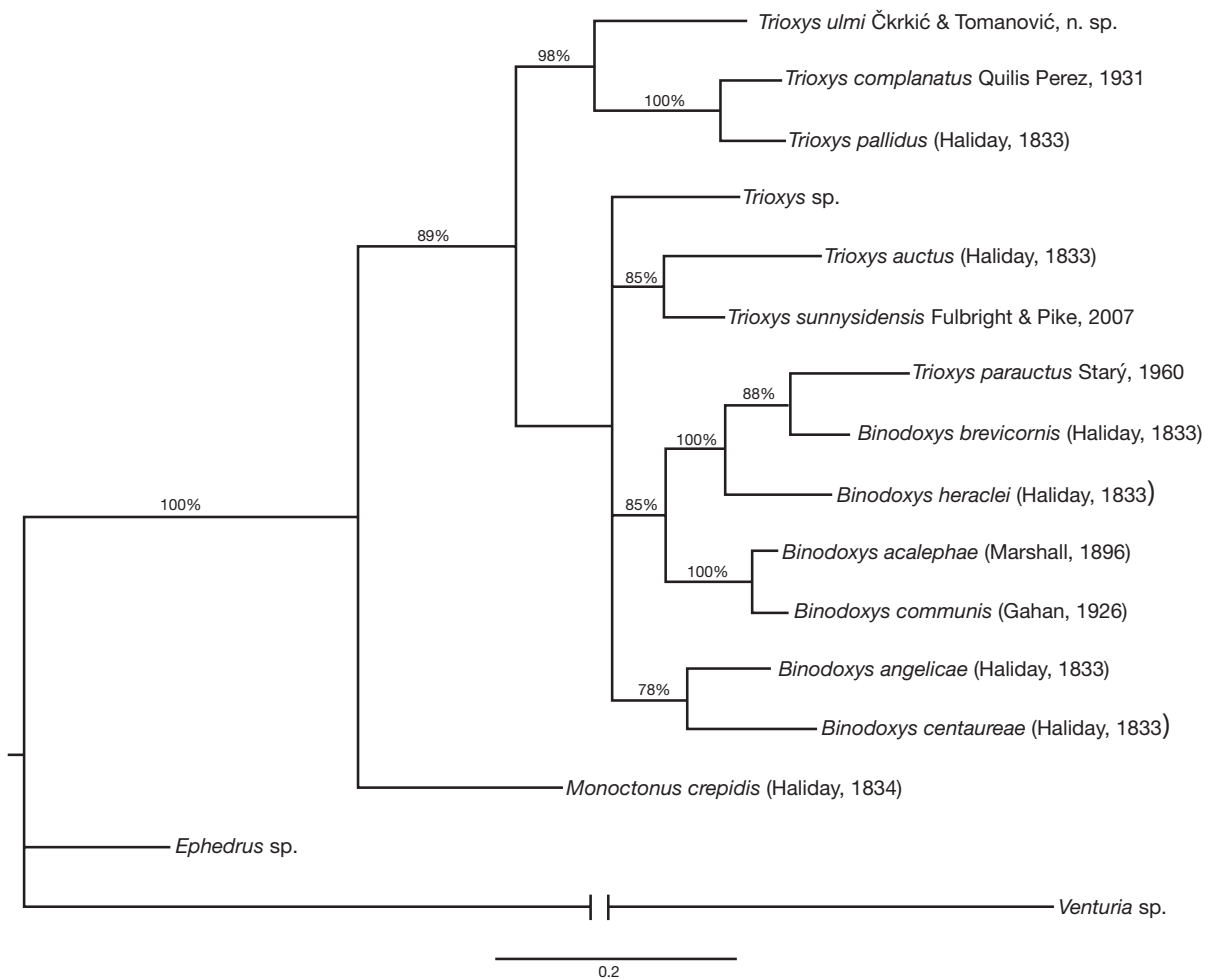 Trioxys ulmi Čkrkić & Tomanović, n. sp.
98%
Trioxys complanatus Quilis Perez, 1931
100%
Trioxys pallidus (Haliday, 1833)
Trioxys sp.
89%
Trioxys auctus (Haliday, 1833)
85%
Trioxys sunnysidensis Fulbright & Pike, 2007
Trioxys parauctus Starý, 1960
88%
Binodoxys brevicornis (Haliday, 1833)
100%
Binodoxys heraclei (Haliday, 1833)
100%
85%
Binodoxys acalephae (Marshall, 1896)
100%
Binodoxys communis (Gahan, 1926)
Binodoxys angelicae (Haliday, 1833)
78%
Binodoxys centaureae (Haliday, 1833)
Monoctonus crepidis (Haliday, 1834)
Ephedrus sp.
Venturia sp.
0.2